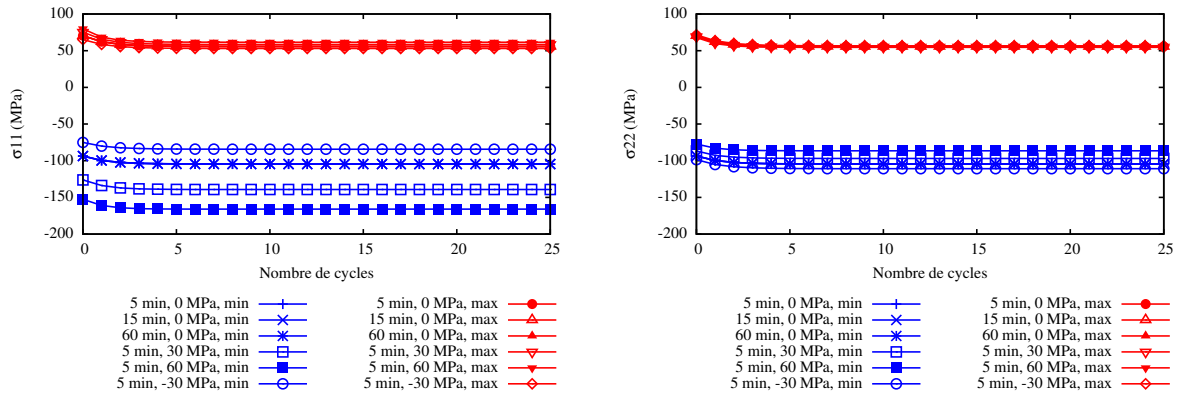 100
50
0
-50
-100
-150
-200
σ11 (MPa)
0 5 10 15 20 25
Nombre de cycles
5 min, 0 MPa, min
15 min, 0 MPa, min
60 min, 0 MPa, min
5 min, 30 MPa, min
5 min, 60 MPa, min
5 min, -30 MPa, min
5 min, 0 MPa, max
15 min, 0 MPa, max
60 min, 0 MPa, max
5 min, 30 MPa, max
5 min, 60 MPa, max
5 min, -30 MPa, max
100
50
0
-50
-100
-150
-200
σ22 (MPa)
0 5 10 15 20 25
Nombre de cycles
5 min, 0 MPa, min
15 min, 0 MPa, min
60 min, 0 MPa, min
5 min, 30 MPa, min
5 min, 60 MPa, min
5 min, -30 MPa, min
5 min, 0 MPa, max
15 min, 0 MPa, max
60 min, 0 MPa, max
5 min, 30 MPa, max
5 min, 60 MPa, max
5 min, -30 MPa, max